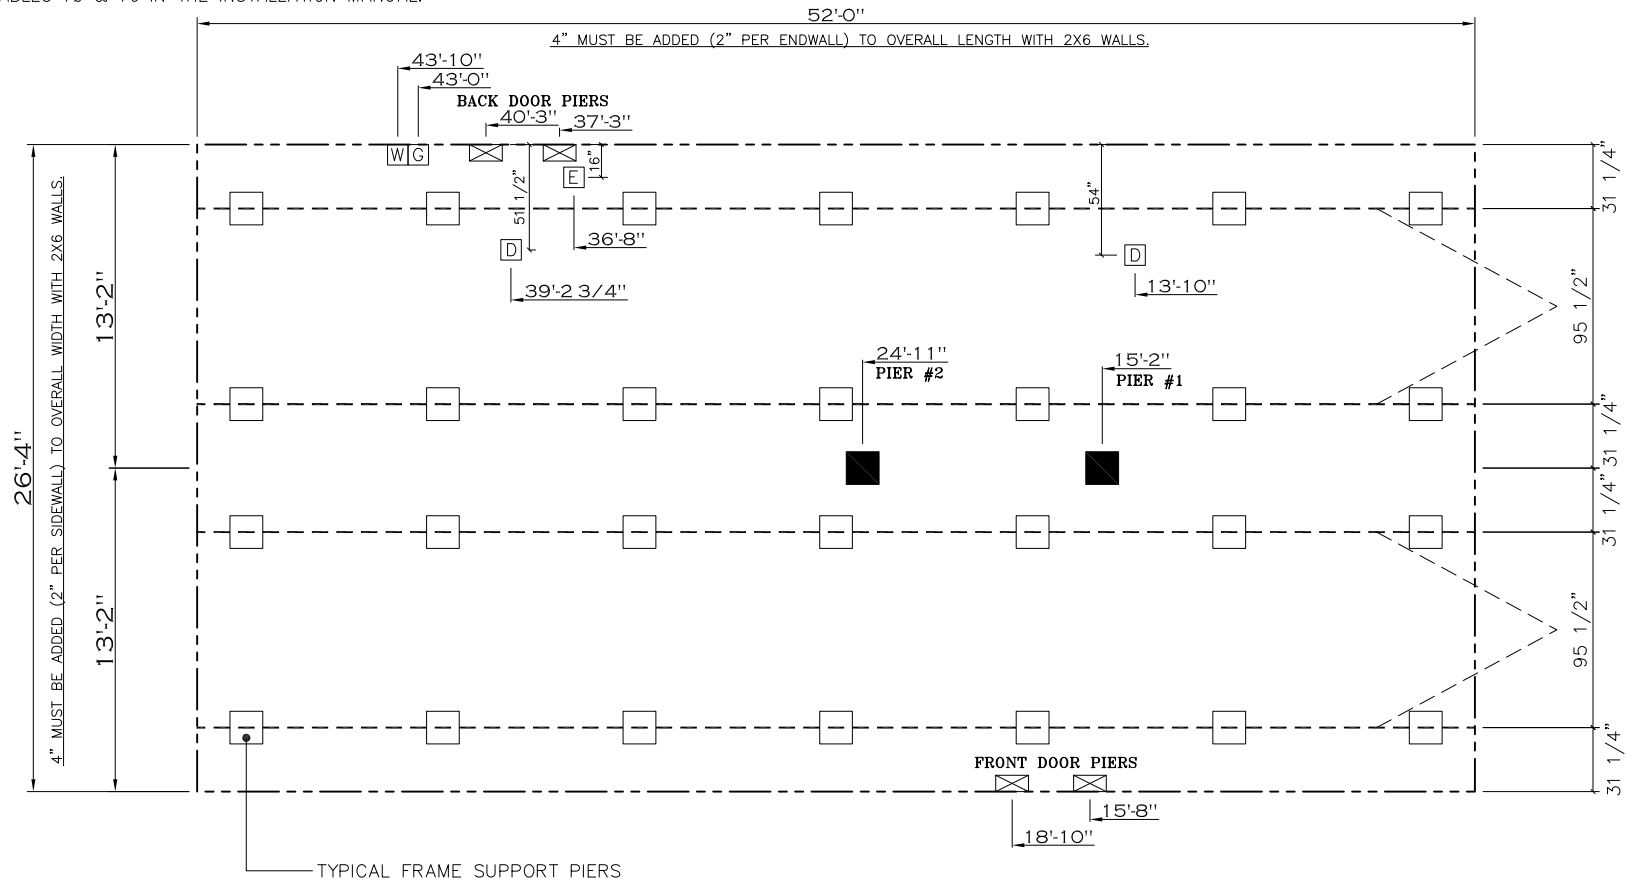 IN THE INSTALLATION MANUAL.
52'-0"
4" MUST BE ADDED (2" PER ENDWALL) TO OVERALL LENGTH WITH 2X6 WALLS.
43'-10"
43'-0"
BACK DOOR PIERS
40'-3"
37'-3"
W
G
16"
E
51 1/2"
54"
31 1/4"
36'-8"
D
D
39'-2 3/4"
13'-10"
13'-2"
95 1/2"
4" MUST BE ADDED (2" PER SIDEWALL) TO OVERALL WIDTH WITH 2X6 WALLS.
24'-11"
PIER #2
15'-2"
PIER #1
26'-4"
31 1/4"
31 1/4"
13'-2"
95 1/2"
FRONT DOOR PIERS
31 1/4"
15'-8"
18'-10"
TYPICAL FRAME SUPPORT PIERS